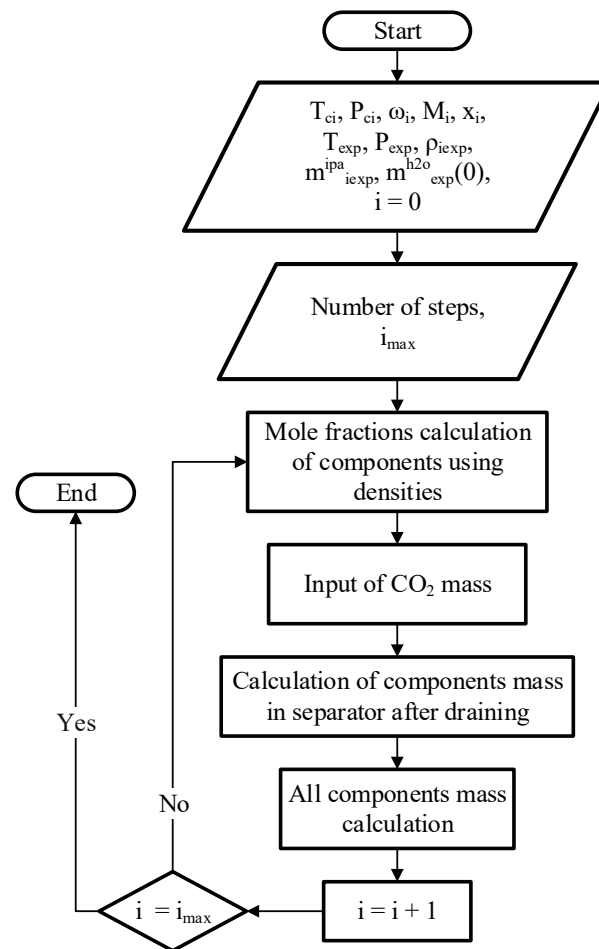 Start
T_ci, P_ci, ω_i, M_i, x_i,
T_exp, P_exp, ρ_iexp,
m^ipa_iexp, m^h2o_exp(0),
i = 0
Number of steps,
i_max
Mole fractions calculation
of components using
densities
End
Input of CO₂ mass
Calculation of components mass
in separator after draining
Yes
No
All components mass
calculation
i = i_max
i = i + 1